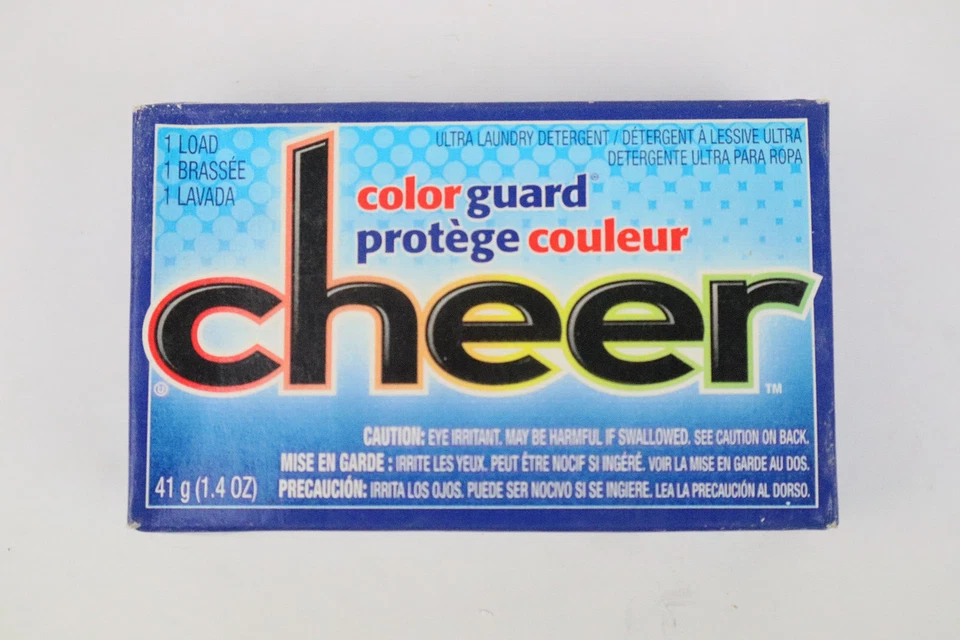 1 LOAD
1 BRASSÉE
1 LAVADA
ULTRA LAUNDRY DETERGENT / DÉTERGENT À LESSIVE ULTRA
DETERGENTE ULTRA PARA ROPA
color guard®
protège couleur
cheer
® ™
CAUTION: EYE IRRITANT. MAY BE HARMFUL IF SWALLOWED. SEE CAUTION ON BACK.
MISE EN GARDE : IRRITE LES YEUX. PEUT ÊTRE NOCIF SI INGÉRÉ. VOIR LA MISE EN GARDE AU DOS.
41 g (1.4 OZ) PRECAUCIÓN: IRRITA LOS OJOS. PUEDE SER NOCIVO SI SE INGIERE. LEA LA PRECAUCIÓN AL DORSO.